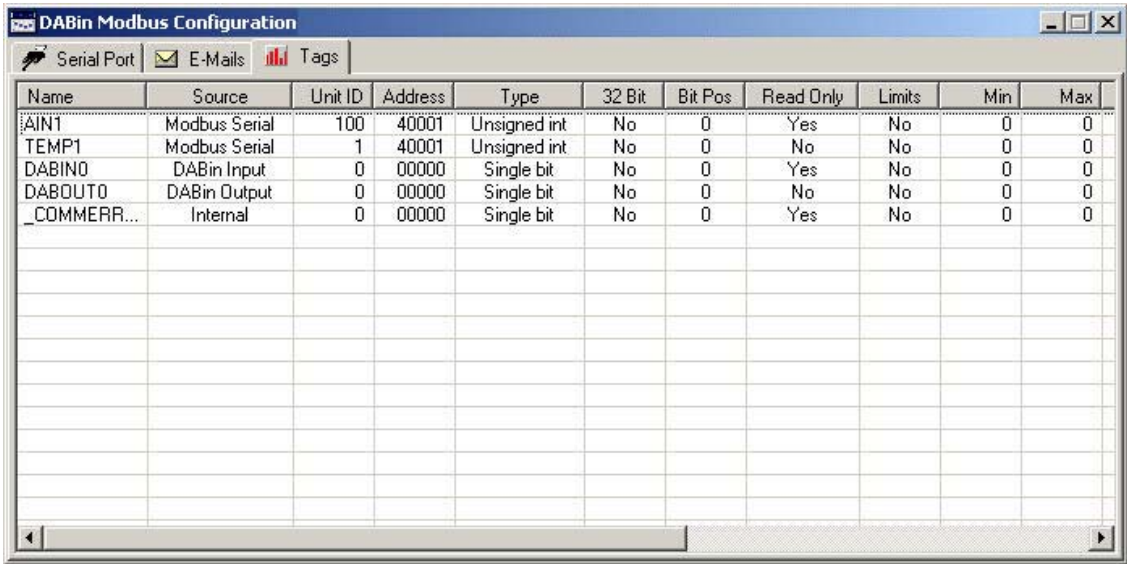 DABin Modbus Configuration
Serial Port E-Mails Tags
Name Source Unit ID Address Type 32 Bit Bit Pos Read Only Limits Min Max
AIN1 Modbus Serial 100 40001 Unsigned int No 0 Yes No 0 0
TEMP1 Modbus Serial 1 40001 Unsigned int No 0 No No 0 0
DABIN0 DABin Input 0 00000 Single bit No 0 Yes No 0 0
DABOUT0 DABin Output 0 00000 Single bit No 0 No No 0 0
_COMMERR... Internal 0 00000 Single bit No 0 Yes No 0 0